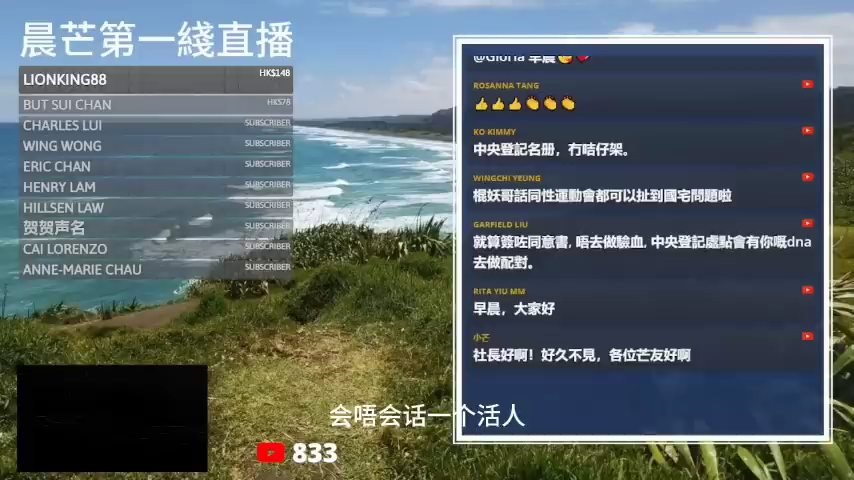 晨芒第一綫直播
LIONKING88 HK$148
BUT SUI CHAN HK$78
CHARLES LUI SUBSCRIBER
WING WONG SUBSCRIBER
ERIC CHAN SUBSCRIBER
HENRY LAM SUBSCRIBER
HILLSEN LAW SUBSCRIBER
贺贺声名 SUBSCRIBER
CAI LORENZO SUBSCRIBER
ANNE-MARIE CHAU SUBSCRIBER
@Gloria 早晨😘❤️
ROSANNA TANG
👍👍👍👏👏👏
KO KIMMY
中央登記名册，冇咭仔架。
WINGCHI YEUNG
棍妖哥話同性運動會都可以扯到國宅問題啦
GARFIELD LIU
就算簽咗同意書, 唔去做驗血, 中央登記處點會有你嘅dna
去做配對。
RITA YIU MM
早晨，大家好
小芒
社長好啊！好久不見，各位芒友好啊
会唔会话一个活人
833